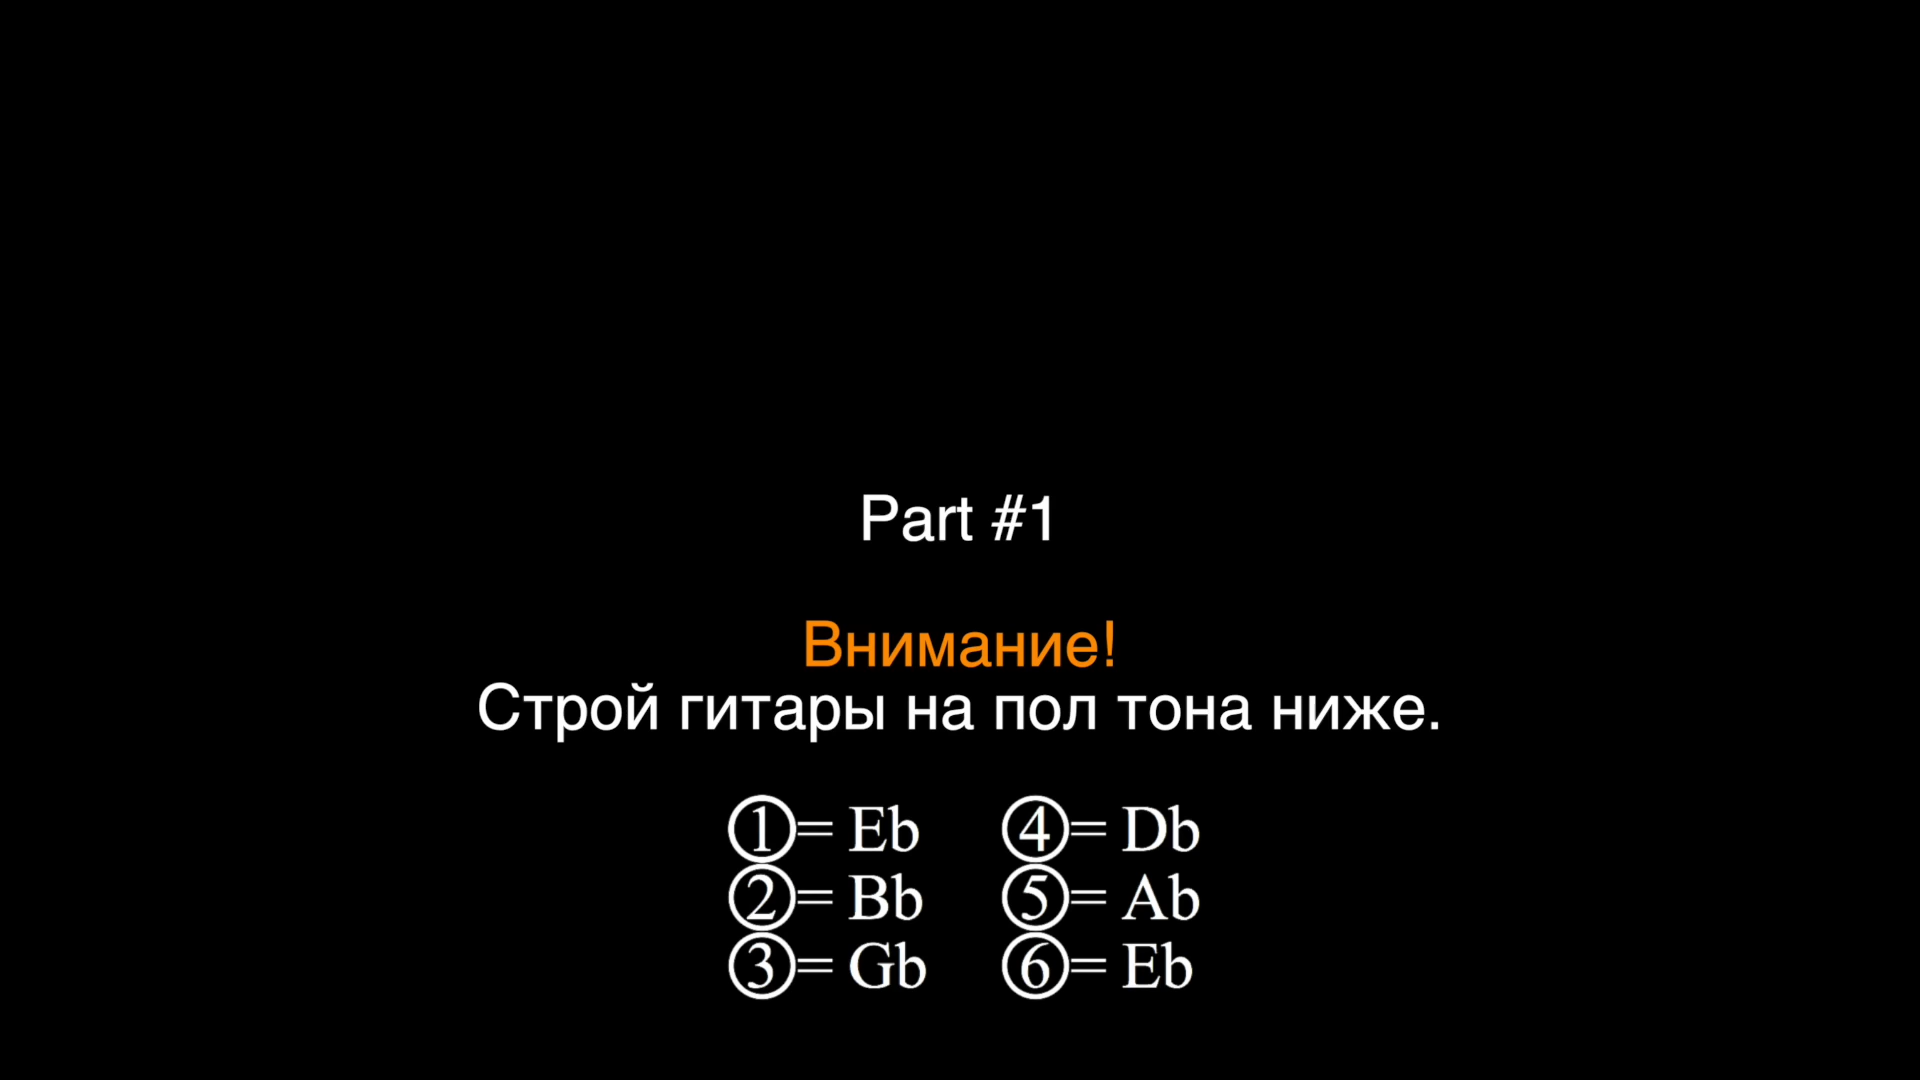 Part #1
Внимание!
Строй гитары на пол тона ниже.
①= Eb ④= Db
②= Bb ⑤= Ab
③= Gb ⑥= Eb